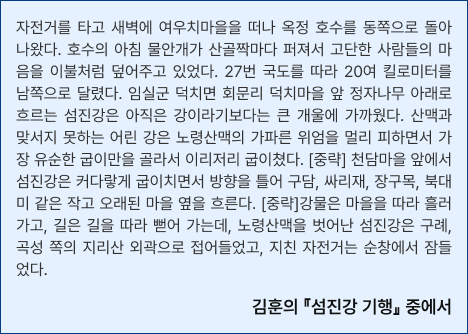 자전거를 타고 새벽에 여우치마을을 떠나 옥정 호수를 동쪽으로 돌아
나왔다. 호수의 아침 물안개가 산골짝마다 퍼져서 고단한 사람들의 마
음을 이불처럼 덮어주고 있었다. 27번 국도를 따라 20여 킬로미터를
남쪽으로 달렸다. 임실군 덕치면 회문리 덕치마을 앞 정자나무 아래로
흐르는 섬진강은 아직은 강이라기보다는 큰 개울에 가까웠다. 산맥과
맞서지 못하는 어린 강은 노령산맥의 가파른 위엄을 멀리 피하면서 가
장 유순한 굽이만을 골라서 이리저리 굽이쳤다. [중략] 천담마을 앞에서
섬진강은 커다랗게 굽이치면서 방향을 틀어 구담, 싸리재, 장구목, 북대
미 같은 작고 오래된 마을 옆을 흐른다. [중략]강물은 마을을 따라 흘러
가고, 길은 길을 따라 뻗어 가는데, 노령산맥을 벗어난 섬진강은 구례,
곡성 쪽의 지리산 외곽으로 접어들었고, 지친 자전거는 순창에서 잠들
었다.
김훈의 『섬진강 기행』 중에서